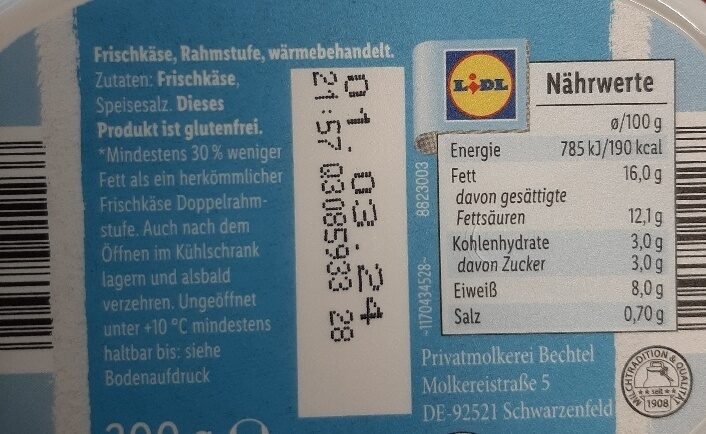 Frischkäse, Rahmstufe, wärmebehandelt.
Zutaten: Frischkäse,
Speisesalz. Dieses
Produkt ist glutenfrei.
*Mindestens 30 % weniger
Fett als ein herkömmlicher
Frischkäse Doppelrahm-
stufe. Auch nach dem
Öffnen im Kühlschrank
lagern und alsbald
verzehren. Ungeöffnet
unter +10 °C mindestens
haltbar bis: siehe
Bodenaufdruck
200 g
01.03.24
21:57 03085933 28
8823003
-1170434528-
LIDL
Nährwerte
ø/100 g
Energie 785 kJ/190 kcal
Fett 16,0 g
davon gesättigte
Fettsäuren 12,1 g
Kohlenhydrate 3,0 g
davon Zucker 3,0 g
Eiweiß 8,0 g
Salz 0,70 g
Privatmolkerei Bechtel
Molkereistraße 5
DE-92521 Schwarzenfeld
MILCHTRADITION & QUALITÄT
seit
1908